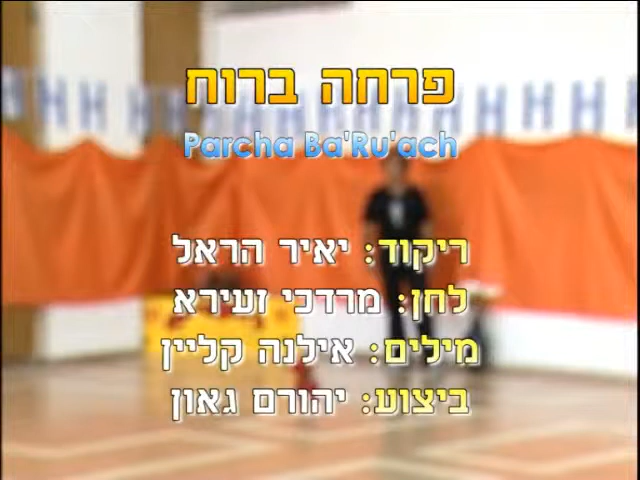 פרחה ברוח
Parcha Ba'Ru'ach
ריקוד: יאיר הראל
לחן: מרדכי זעירא
מילים: אילנה קליין
ביצוע: יהורם גאון